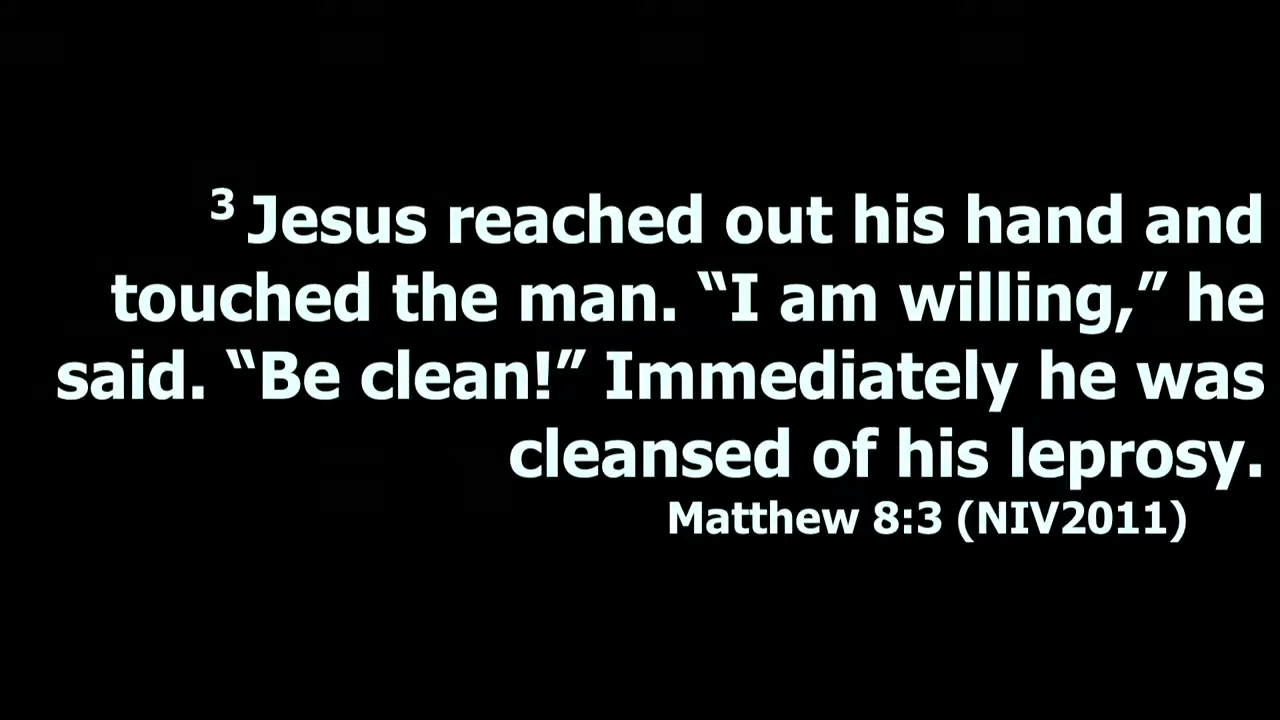 3 Jesus reached out his hand and
touched the man. “I am willing,” he
said. “Be clean!” Immediately he was
cleansed of his leprosy.
Matthew 8:3 (NIV2011)